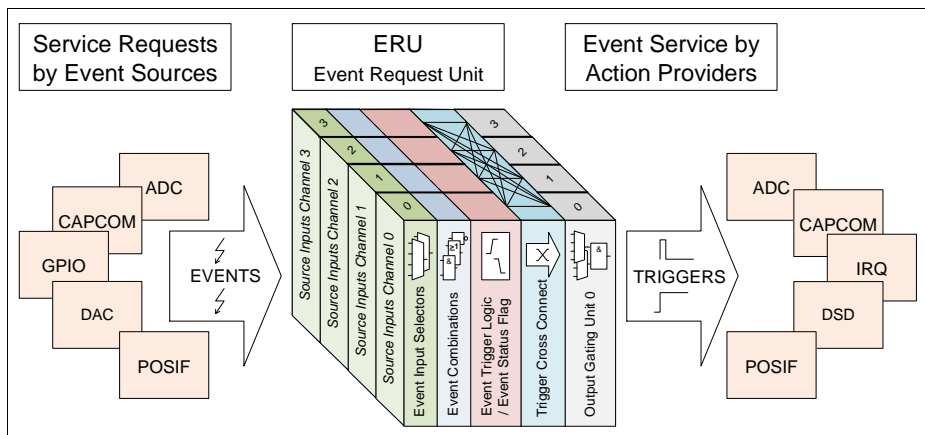 Service Requests
by Event Sources
ERU
Event Request Unit
Event Service by
Action Providers
ADC
CAPCOM
GPIO
DAC
POSIF
EVENTS
3
2
1
0
Source Inputs Channel 3
Source Inputs Channel 2
Source Inputs Channel 1
Source Inputs Channel 0
Event Input Selectors
Event Combinations
≥1
&
Event Trigger Logic
/ Event Status Flag
Trigger Cross Connect
&
Output Gating Unit 0
3
2
1
0
TRIGGERS
ADC
CAPCOM
IRQ
DSD
POSIF